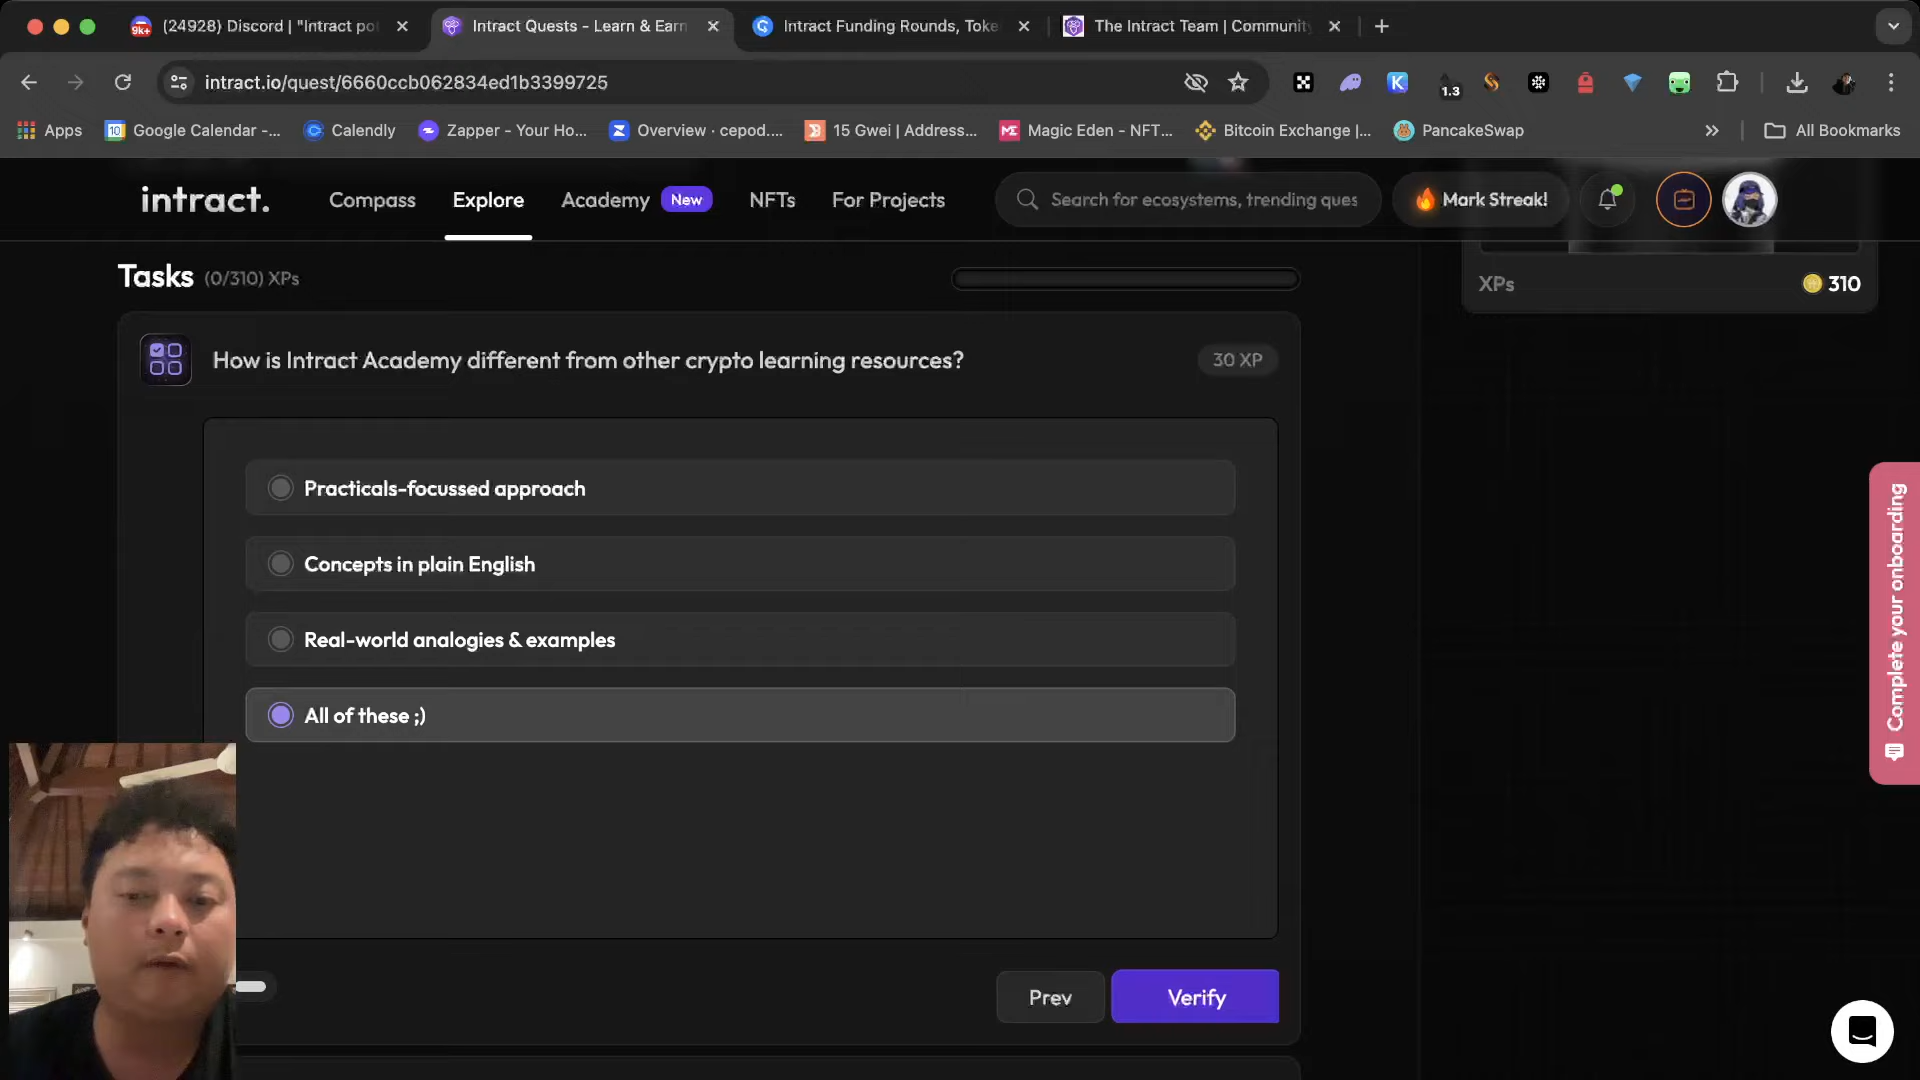 (24928) Discord | "Intract pol
Intract Quests - Learn & Earn
Intract Funding Rounds, Toke
The Intract Team | Community
9k+
intract.io/quest/6660ccb062834ed1b3399725
1.3
Apps
10
Google Calendar -...
Calendly
Zapper - Your Ho...
Overview · cepod....
15 Gwei | Address...
Magic Eden - NFT...
Bitcoin Exchange |...
PancakeSwap
All Bookmarks
intract.
Compass
Explore
Academy
New
NFTs
For Projects
Search for ecosystems, trending ques
Mark Streak!
Tasks (0/310) XPs
XPs
310
How is Intract Academy different from other crypto learning resources?
30 XP
Practicals-focussed approach
Concepts in plain English
Real-world analogies & examples
All of these ;)
Prev
Verify
Complete your onboarding